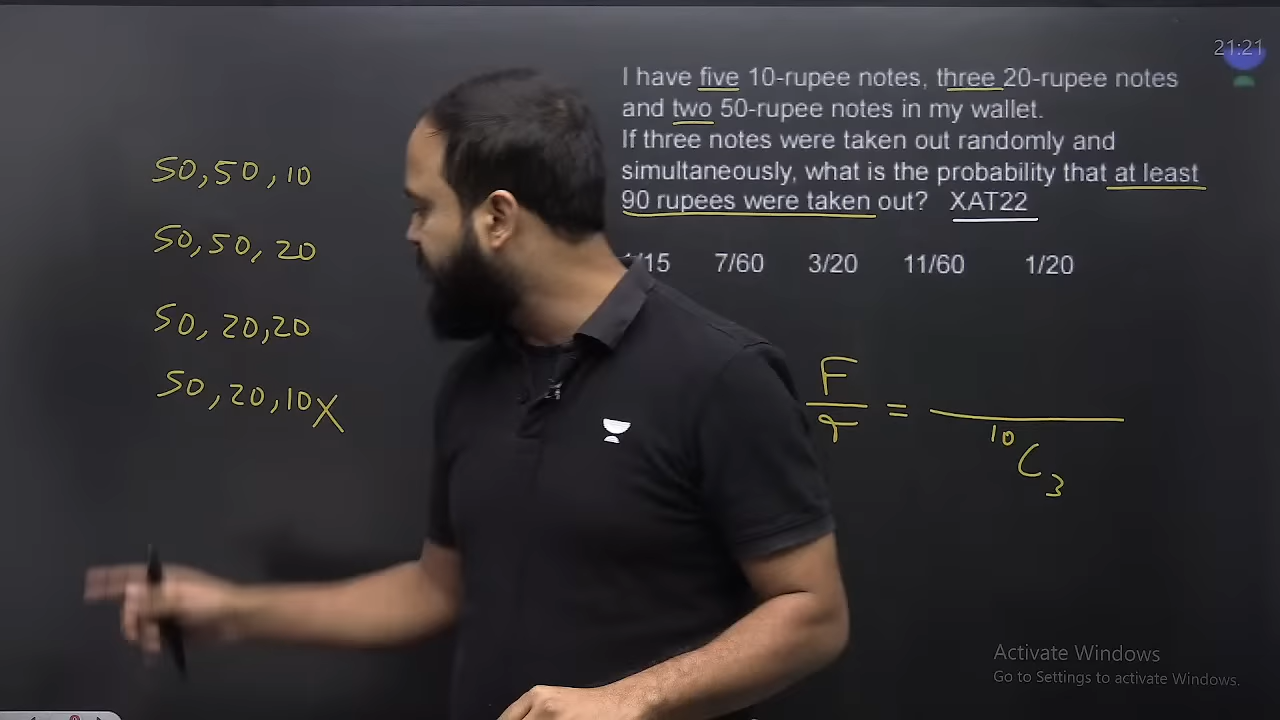 21:21
I have five 10-rupee notes, three 20-rupee notes
and two 50-rupee notes in my wallet.
If three notes were taken out randomly and
simultaneously, what is the probability that at least
90 rupees were taken out? XAT22
1/15 7/60 3/20 11/60 1/20
50,50,10
50,50,20
50,20,20
50,20,10X
F/T =
10C3
Activate Windows
Go to Settings to activate Windows.